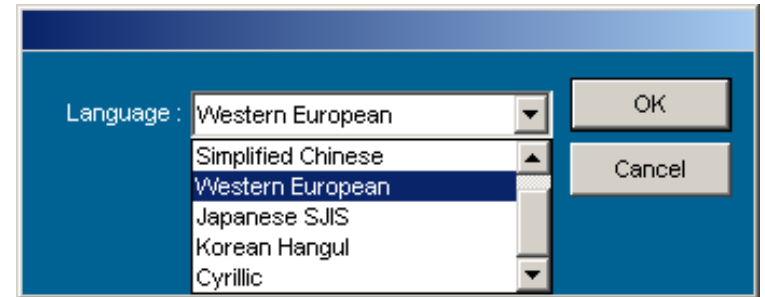 Language : Western European OK
Simplified Chinese
Western European Cancel
Japanese SJIS
Korean Hangul
Cyrillic